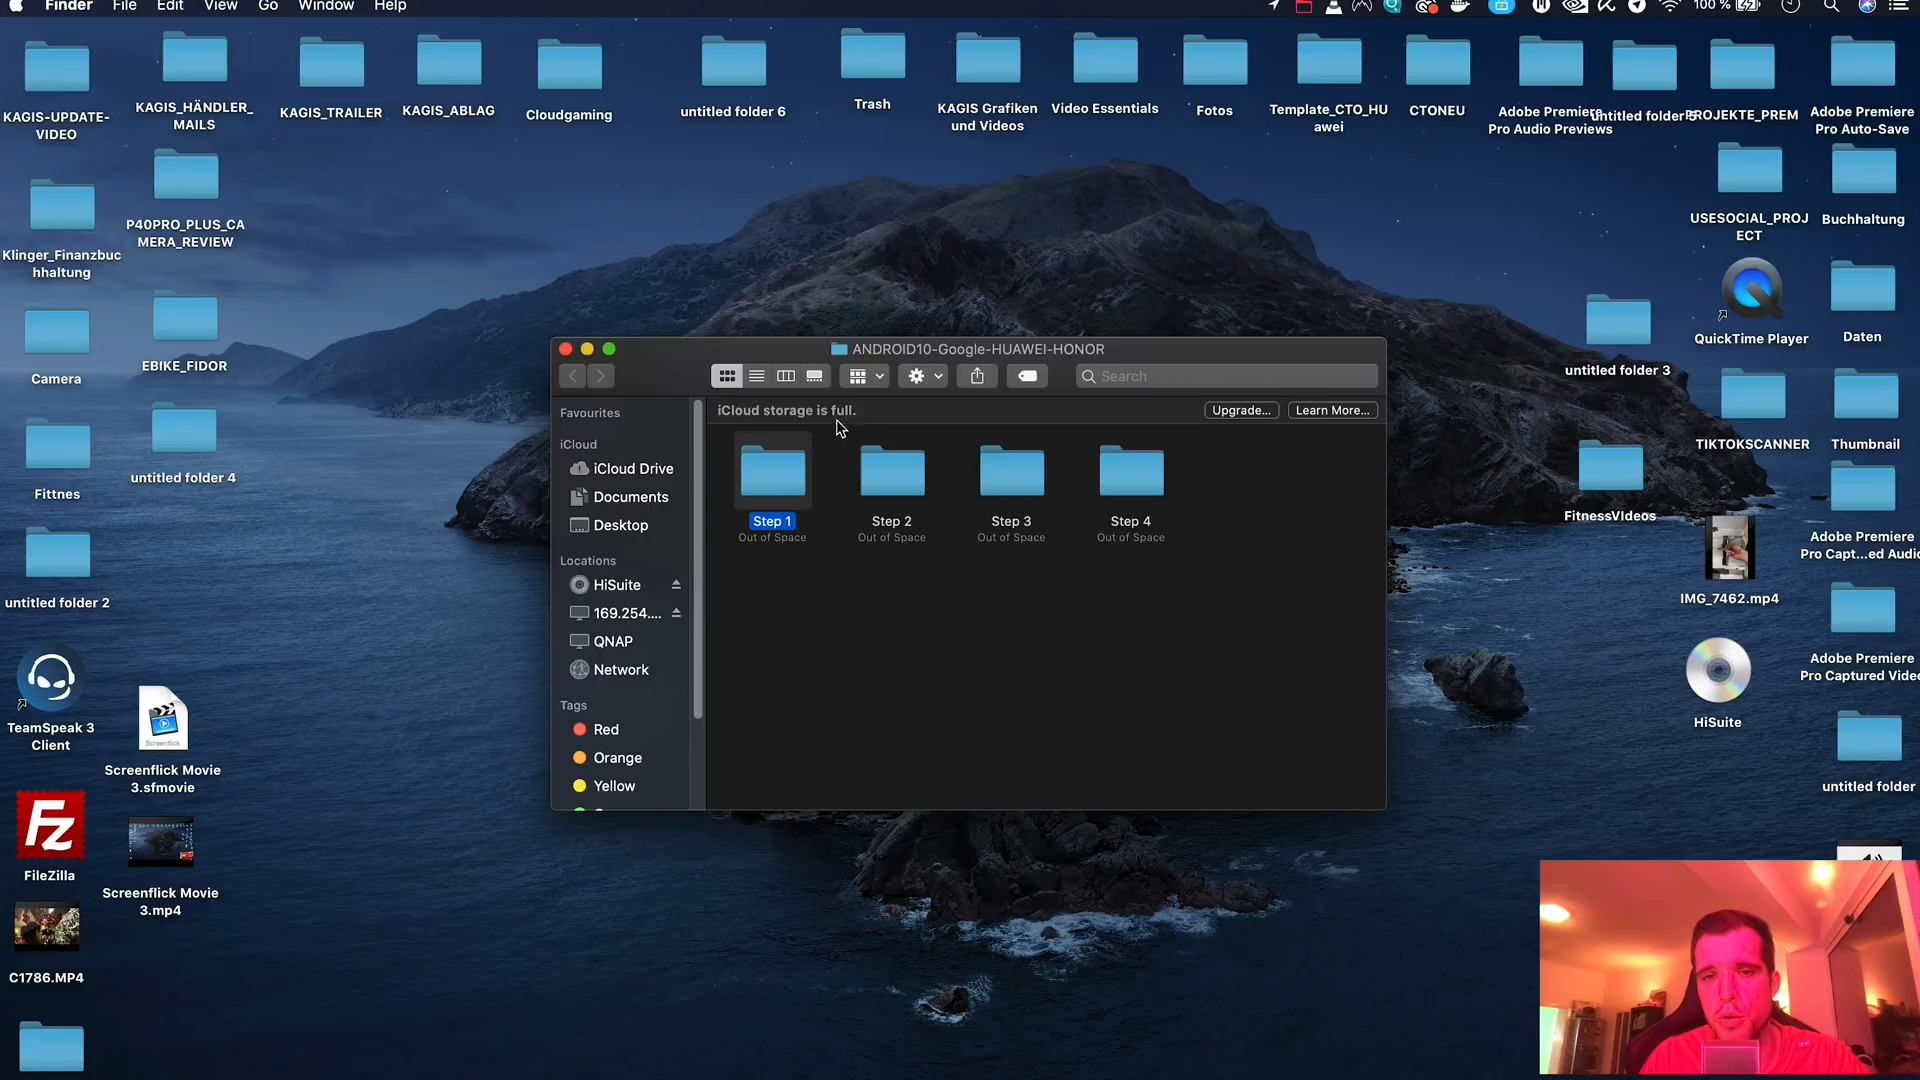 Finder File Edit View Go Window Help
100 %
KAGIS-UPDATE-
VIDEO
KAGIS_HÄNDLER_
MAILS
KAGIS_TRAILER
KAGIS_ABLAG
Cloudgaming
untitled folder 6
Trash
KAGIS Grafiken
und Videos
Video Essentials
Fotos
Template_CTO_HU
awei
CTONEU
Adobe Premiere
Pro Audio Previews
untitled folder 5
PROJEKTE_PREM
Adobe Premiere
Pro Auto-Save
Klinger_Finanzbuc
hhaltung
P40PRO_PLUS_CA
MERA_REVIEW
USESOCIAL_PROJ
ECT
Buchhaltung
Camera
EBIKE_FIDOR
untitled folder 3
QuickTime Player
Daten
Fittnes
untitled folder 4
FitnessVIdeos
TIKTOKSCANNER
Thumbnail
untitled folder 2
IMG_7462.mp4
Adobe Premiere
Pro Capt...ed Audio
ANDROID10-Google-HUAWEI-HONOR
Search
iCloud storage is full.
Upgrade...
Learn More...
Favourites
iCloud
iCloud Drive
Documents
Desktop
Locations
HiSuite
169.254....
QNAP
Network
Tags
Red
Orange
Yellow
Step 1
Out of Space
Step 2
Out of Space
Step 3
Out of Space
Step 4
Out of Space
TeamSpeak 3
Client
Screenflick
Screenflick Movie
3.sfmovie
HiSuite
Adobe Premiere
Pro Captured Video
untitled folder
Fz
FileZilla
Screenflick Movie
3.mp4
C1786.MP4